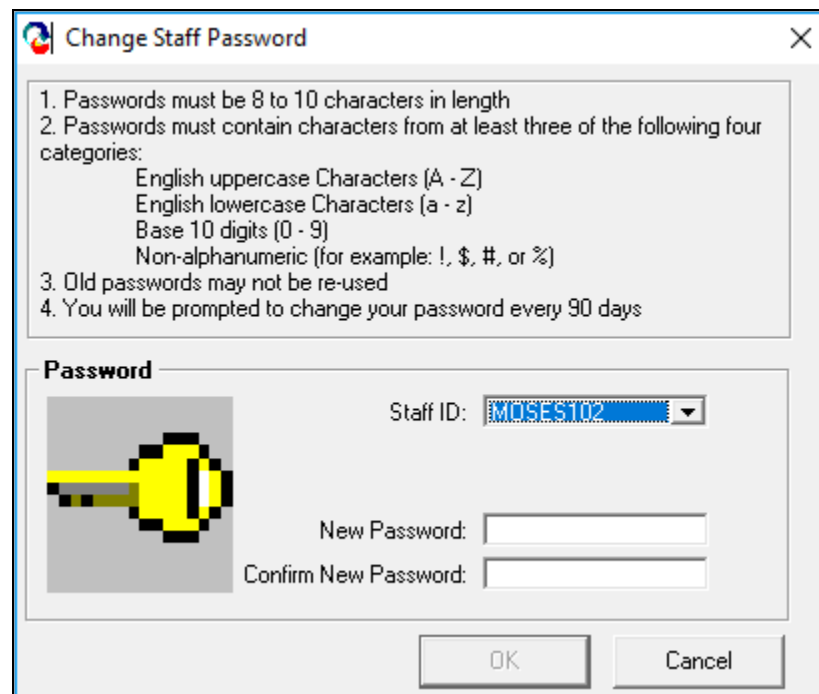 Change Staff Password
1. Passwords must be 8 to 10 characters in length
2. Passwords must contain characters from at least three of the following four
categories:
English uppercase Characters (A - Z)
English lowercase Characters (a - z)
Base 10 digits (0 - 9)
Non-alphanumeric (for example: !, $, #, or %)
3. Old passwords may not be re-used
4. You will be prompted to change your password every 90 days
Password
Staff ID: MOSES102
New Password:
Confirm New Password:
OK Cancel